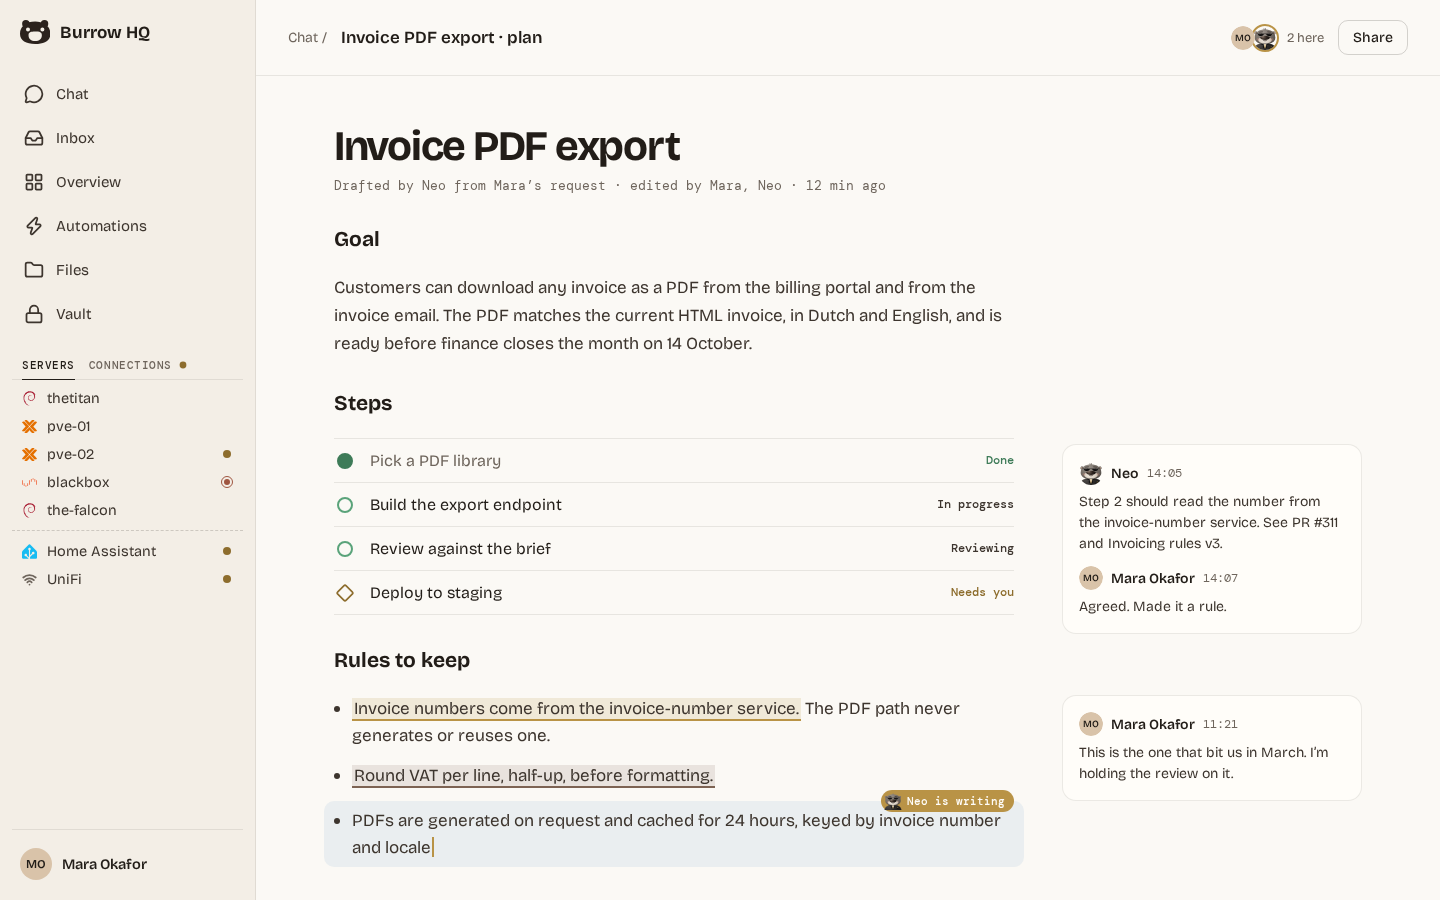 Burrow HQ
Chat
Inbox
Overview
Automations
Files
Vault
SERVERS CONNECTIONS
thetitan
pve-01
pve-02
blackbox
the-falcon
Home Assistant
UniFi
MO Mara Okafor
Chat / Invoice PDF export · plan
MO 2 here Share
Invoice PDF export
Drafted by Neo from Mara’s request · edited by Mara, Neo · 12 min ago
Goal
Customers can download any invoice as a PDF from the billing portal and from the
invoice email. The PDF matches the current HTML invoice, in Dutch and English, and is
ready before finance closes the month on 14 October.
Steps
Pick a PDF library Done
Build the export endpoint In progress
Review against the brief Reviewing
Deploy to staging Needs you
Rules to keep
Invoice numbers come from the invoice-number service. The PDF path never
generates or reuses one.
Round VAT per line, half-up, before formatting.
Neo is writing
PDFs are generated on request and cached for 24 hours, keyed by invoice number
and locale
Neo 14:05
Step 2 should read the number from
the invoice-number service. See PR #311
and Invoicing rules v3.
MO Mara Okafor 14:07
Agreed. Made it a rule.
MO Mara Okafor 11:21
This is the one that bit us in March. I’m
holding the review on it.